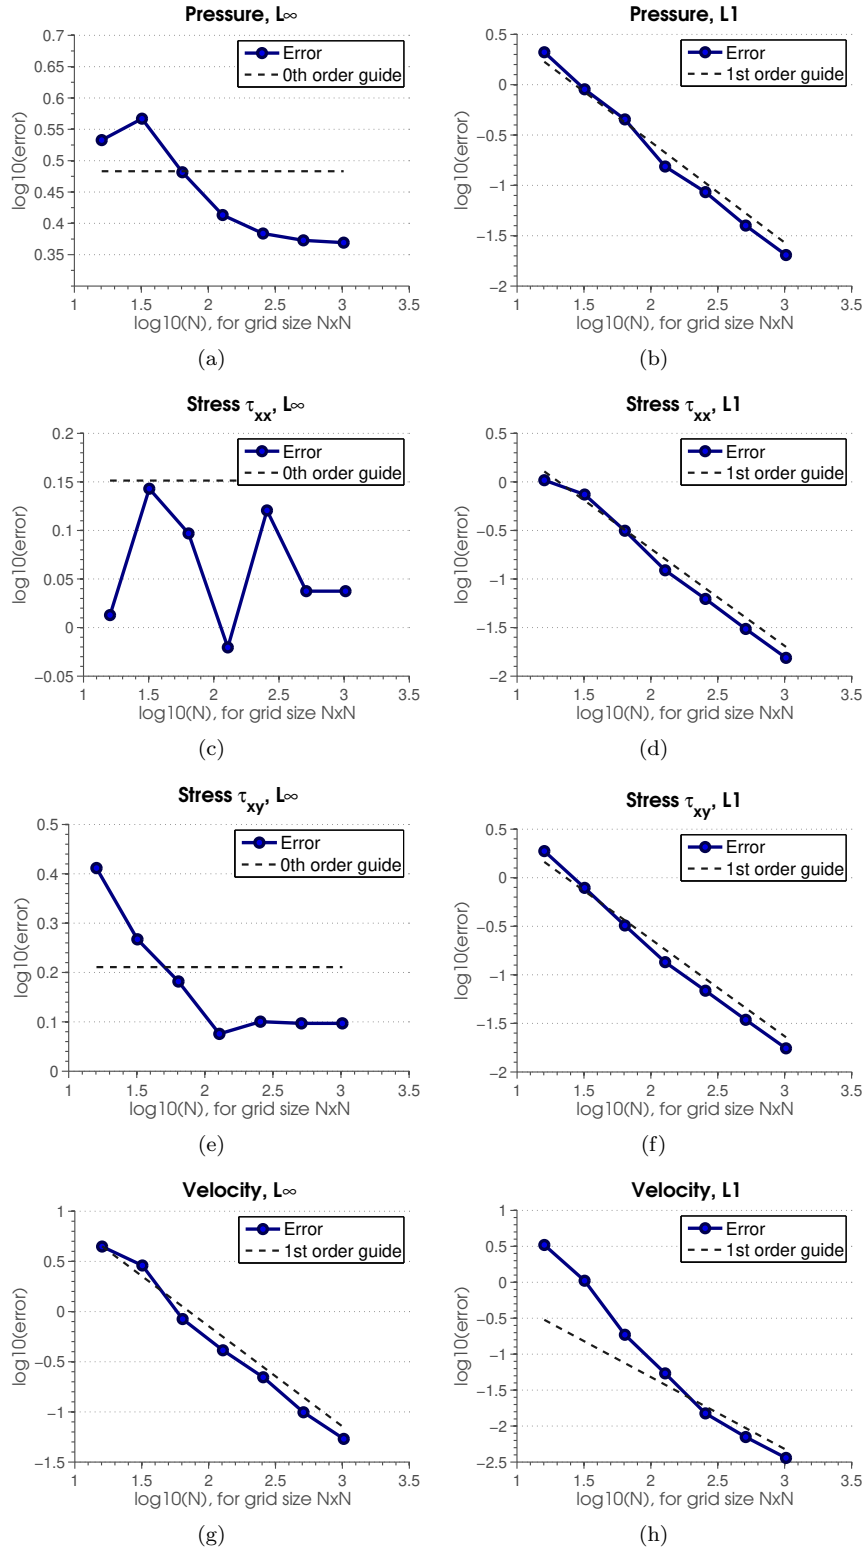 Pressure, L∞
0.7
0.65
0.6
0.55
0.5
0.45
0.4
0.35
1 1.5 2 2.5 3 3.5
log10(error)
log10(N), for grid size NxN
Error
0th order guide
(a)
Pressure, L1
0.5
0
−0.5
−1
−1.5
−2
1 1.5 2 2.5 3 3.5
log10(error)
log10(N), for grid size NxN
Error
1st order guide
(b)
Stress τxx, L∞
0.2
0.15
0.1
0.05
0
−0.05
1 1.5 2 2.5 3 3.5
log10(error)
log10(N), for grid size NxN
Error
0th order guide
(c)
Stress τxx, L1
0.5
0
−0.5
−1
−1.5
−2
1 1.5 2 2.5 3 3.5
log10(error)
log10(N), for grid size NxN
Error
1st order guide
(d)
Stress τxy, L∞
0.5
0.4
0.3
0.2
0.1
0
1 1.5 2 2.5 3 3.5
log10(error)
log10(N), for grid size NxN
Error
0th order guide
(e)
Stress τxy, L1
0.5
0
−0.5
−1
−1.5
−2
1 1.5 2 2.5 3 3.5
log10(error)
log10(N), for grid size NxN
Error
1st order guide
(f)
Velocity, L∞
1
0.5
0
−0.5
−1
−1.5
1 1.5 2 2.5 3 3.5
log10(error)
log10(N), for grid size NxN
Error
1st order guide
(g)
Velocity, L1
1
0.5
0
−0.5
−1
−1.5
−2
−2.5
1 1.5 2 2.5 3 3.5
log10(error)
log10(N), for grid size NxN
Error
1st order guide
(h)